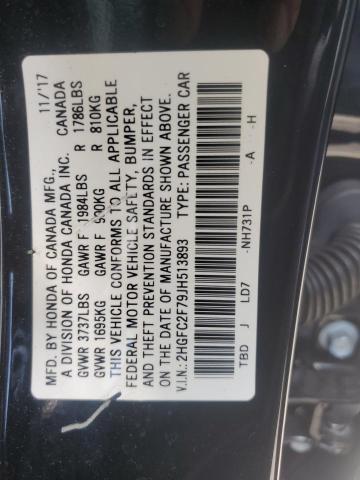 MFD. BY HONDA OF CANADA MFG., 11/'17
A DIVISION OF HONDA CANADA INC. CANADA
GVWR 3737LBS GAWR F 1984LBS R 1786LBS
GVWR 1695KG GAWR F 900KG R 810KG
THIS VEHICLE CONFORMS TO ALL APPLICABLE
FEDERAL MOTOR VEHICLE SAFETY, BUMPER,
AND THEFT PREVENTION STANDARDS IN EFFECT
ON THE DATE OF MANUFACTURE SHOWN ABOVE.
V.I.N.: 2HGFC2F79JH513893 TYPE: PASSENGER CAR
TBD J LD7 -NH731P -A -H